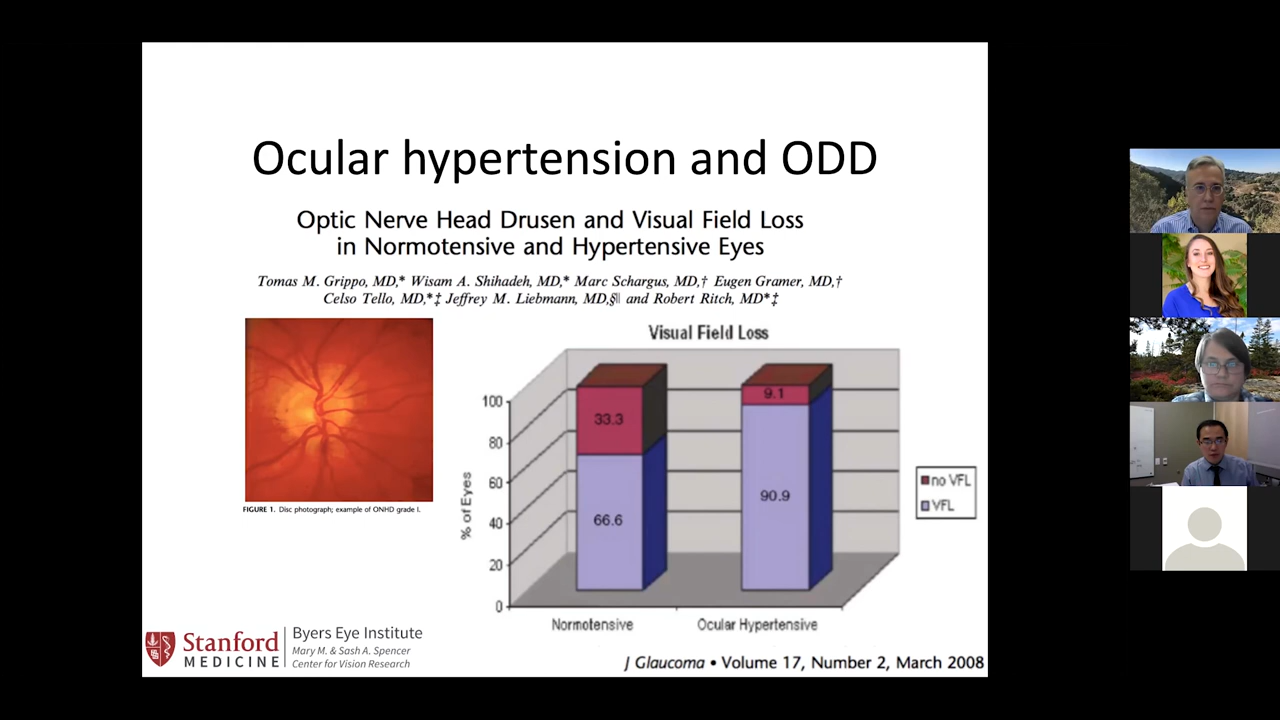 Ocular hypertension and ODD
Optic Nerve Head Drusen and Visual Field Loss
in Normotensive and Hypertensive Eyes
Tomas M. Grippo, MD,* Wisam A. Shihadeh, MD,* Marc Schargus, MD,† Eugen Gramer, MD,†
Celso Tello, MD,*‡ Jeffrey M. Liebmann, MD,§‖ and Robert Ritch, MD*‡
FIGURE 1. Disc photograph; example of ONHD grade I.
Visual Field Loss
% of Eyes
100
80
60
40
20
0
33.3
66.6
9.1
90.9
no VFL
VFL
Normotensive
Ocular Hypertensive
Stanford
MEDICINE
Byers Eye Institute
Mary M. & Sash A. Spencer
Center for Vision Research
J Glaucoma • Volume 17, Number 2, March 2008